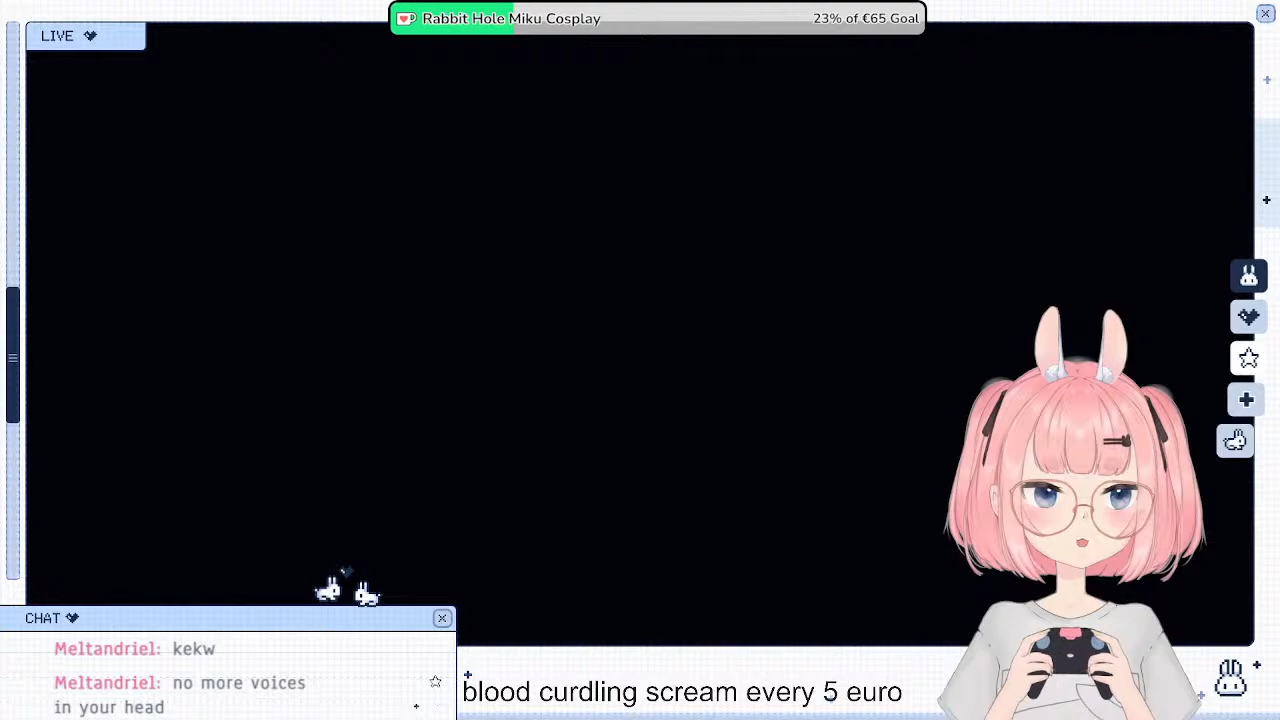 Rabbit Hole Miku Cosplay 23% of €65 Goal
LIVE
CHAT
Meltandriel: kekw
Meltandriel: no more voices
in your head
blood curdling scream every 5 euro